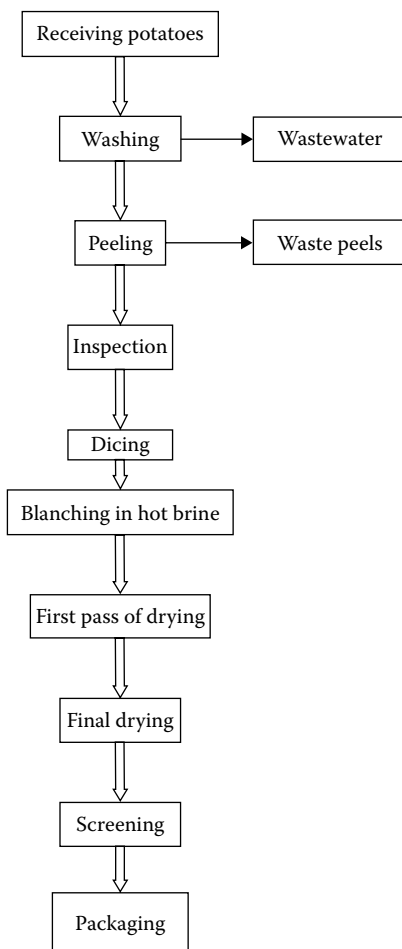 Receiving potatoes
Washing
Wastewater
Peeling
Waste peels
Inspection
Dicing
Blanching in hot brine
First pass of drying
Final drying
Screening
Packaging